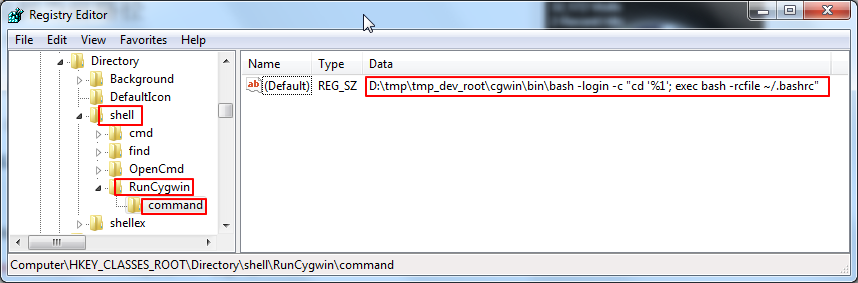 Registry Editor
File Edit View Favorites Help
Directory
Background
DefaultIcon
shell
cmd
find
OpenCmd
RunCygwin
command
shellex
Name Type Data
ab (Default) REG_SZ D:\tmp\tmp_dev_root\cgwin\bin\bash -login -c "cd '%1'; exec bash -rcfile ~/.bashrc"
Computer\HKEY_CLASSES_ROOT\Directory\shell\RunCygwin\command